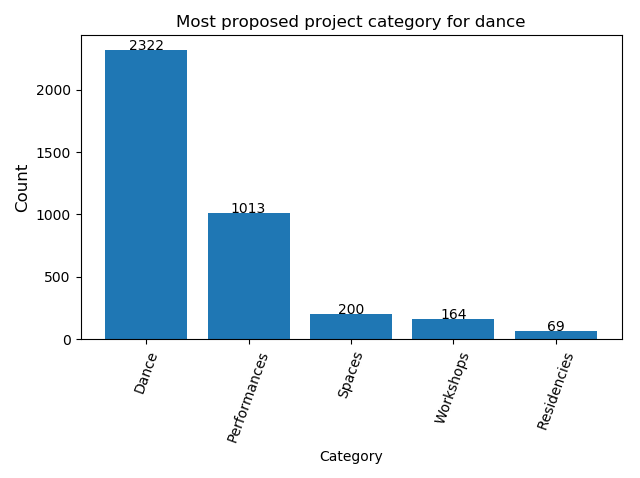 Most proposed project category for dance
2322
1013
200
164
69
2000
1500
1000
500
0
Count
Dance
Performances
Spaces
Workshops
Residencies
Category